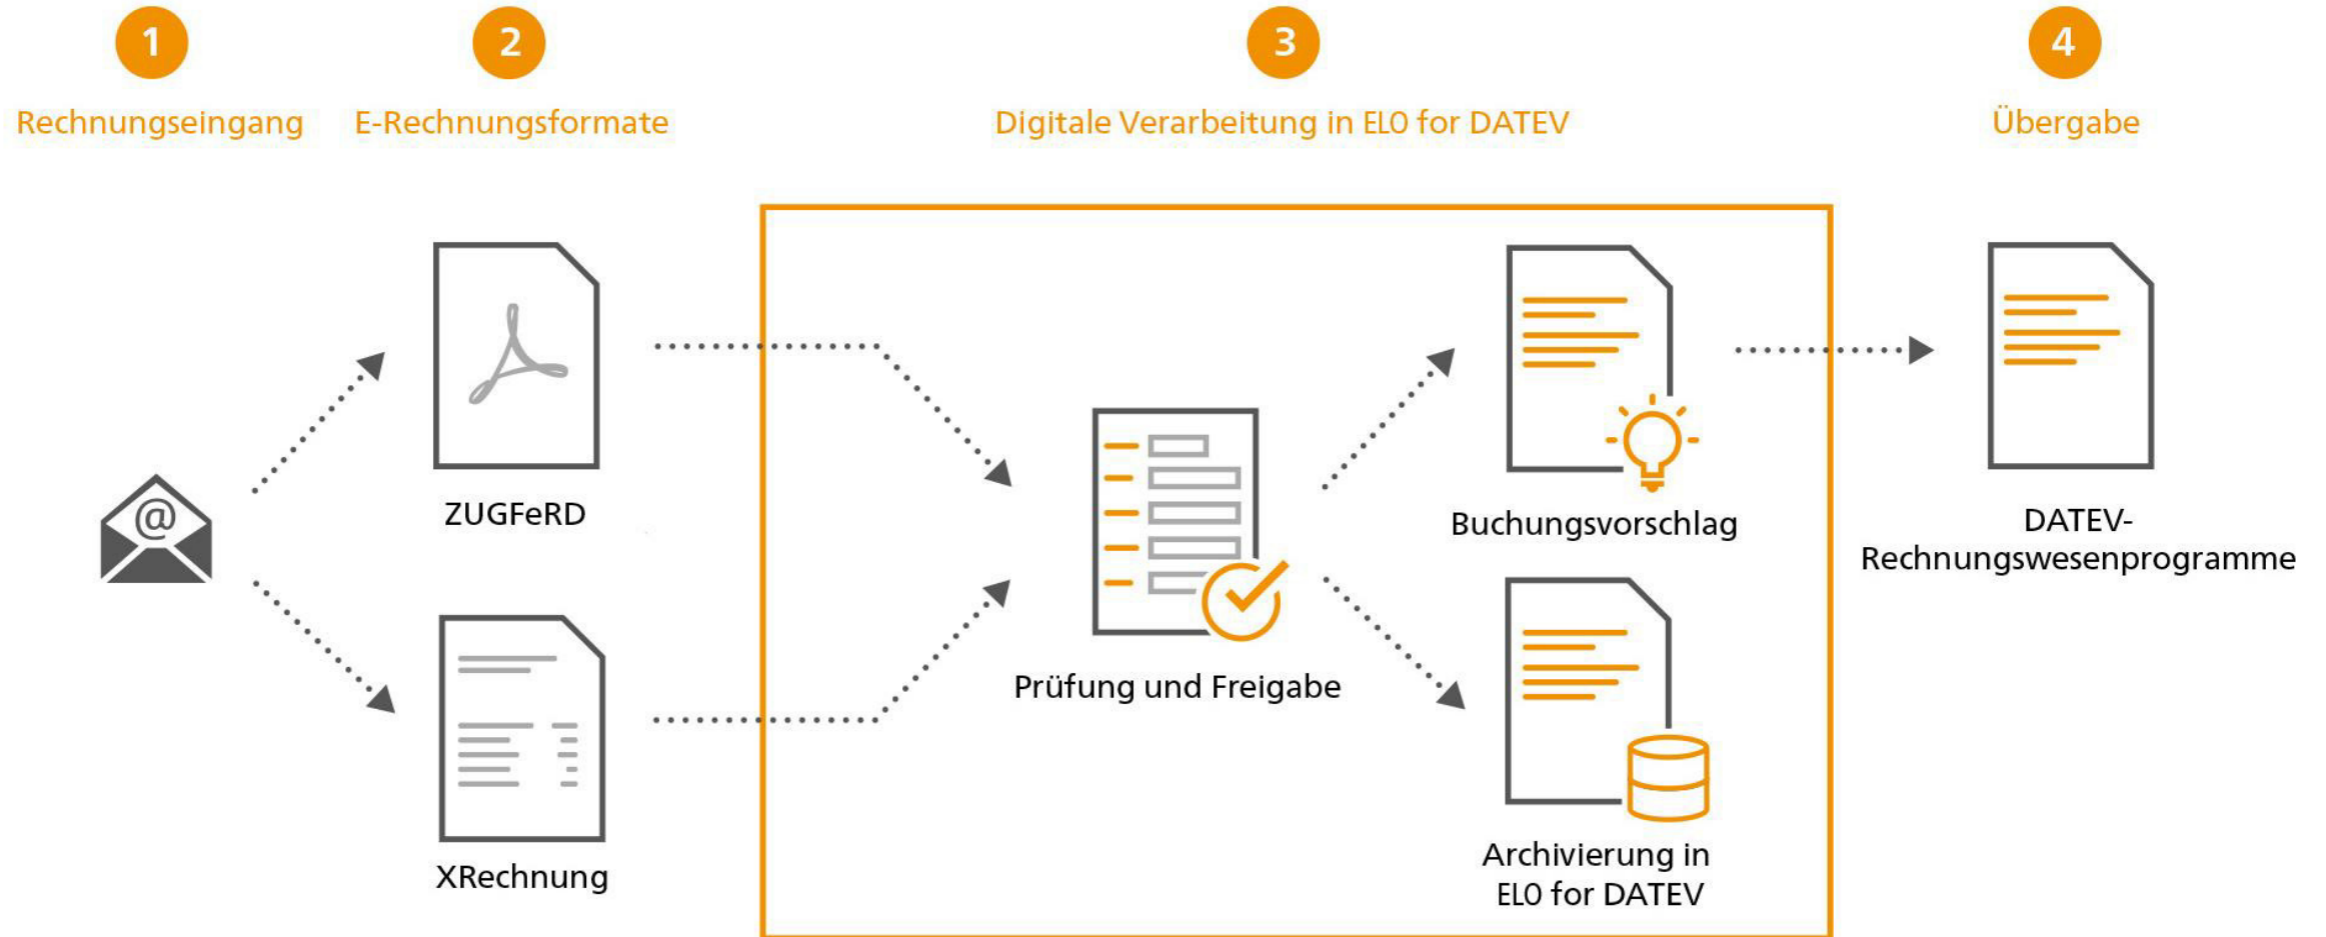 1
Rechnungseingang
2
E-Rechnungsformate
3
Digitale Verarbeitung in ELO for DATEV
4
Übergabe
@
ZUGFeRD
XRechnung
Prüfung und Freigabe
Buchungsvorschlag
Archivierung in
ELO for DATEV
DATEV-
Rechnungswesenprogramme